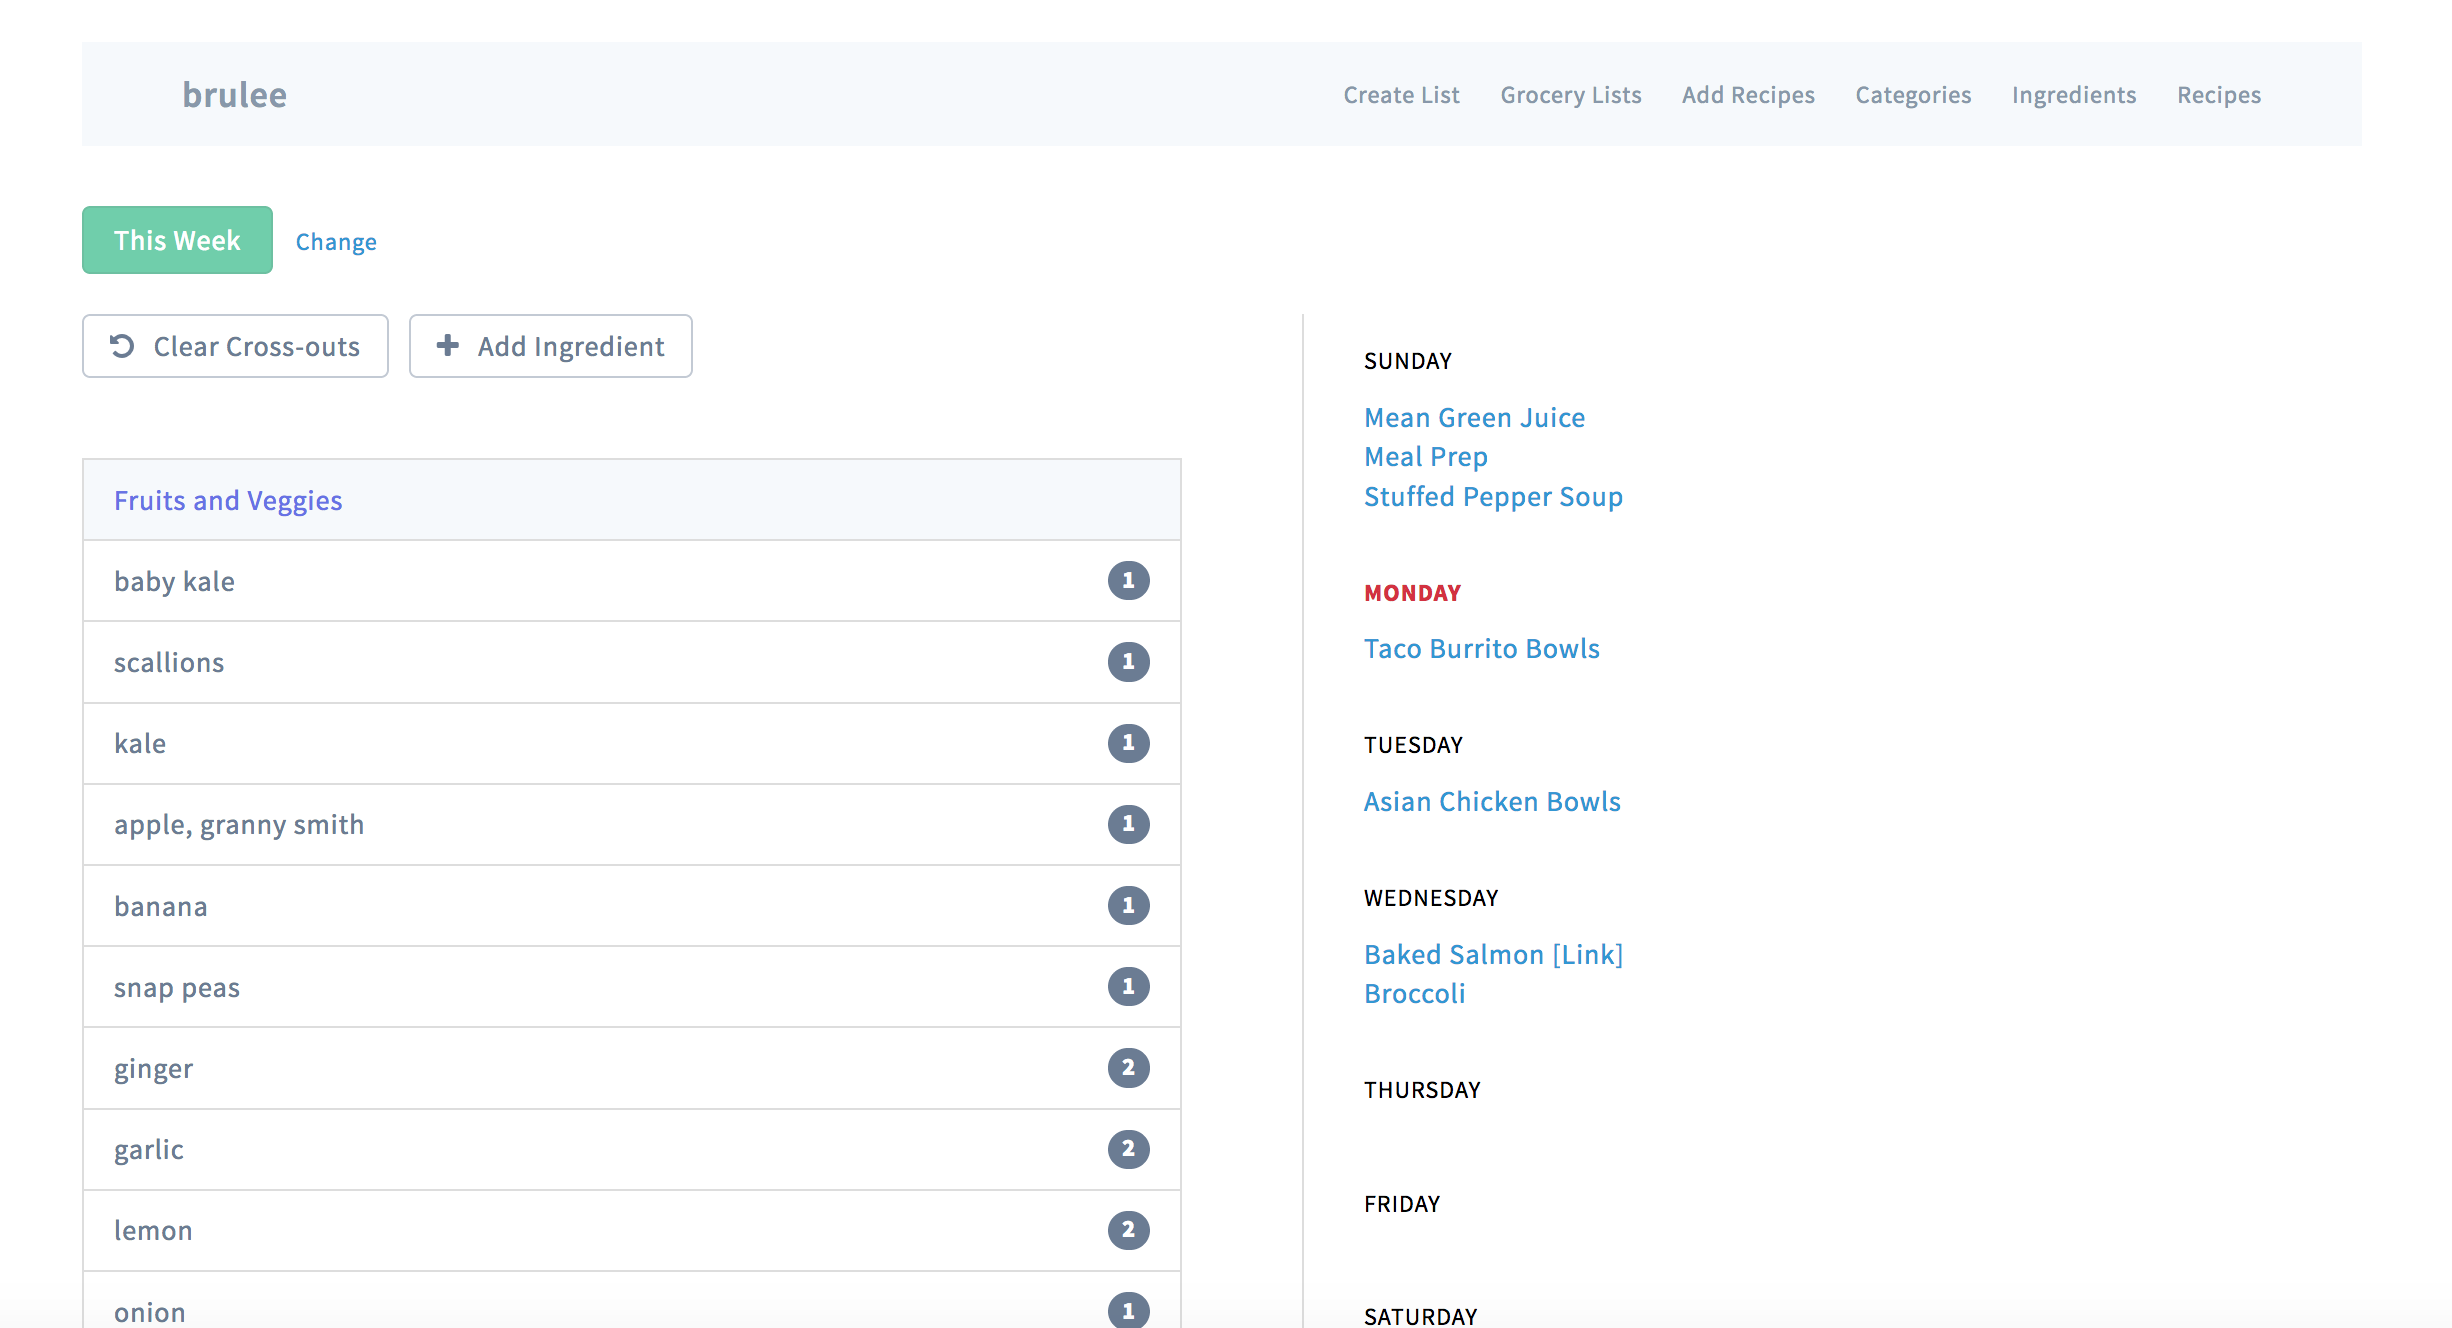 brulee
Create List Grocery Lists Add Recipes Categories Ingredients Recipes
This Week Change
Clear Cross-outs Add Ingredient
Fruits and Veggies
baby kale 1
scallions 1
kale 1
apple, granny smith 1
banana 1
snap peas 1
ginger 2
garlic 2
lemon 2
onion 1
SUNDAY
Mean Green Juice
Meal Prep
Stuffed Pepper Soup
MONDAY
Taco Burrito Bowls
TUESDAY
Asian Chicken Bowls
WEDNESDAY
Baked Salmon [Link]
Broccoli
THURSDAY
FRIDAY
SATURDAY